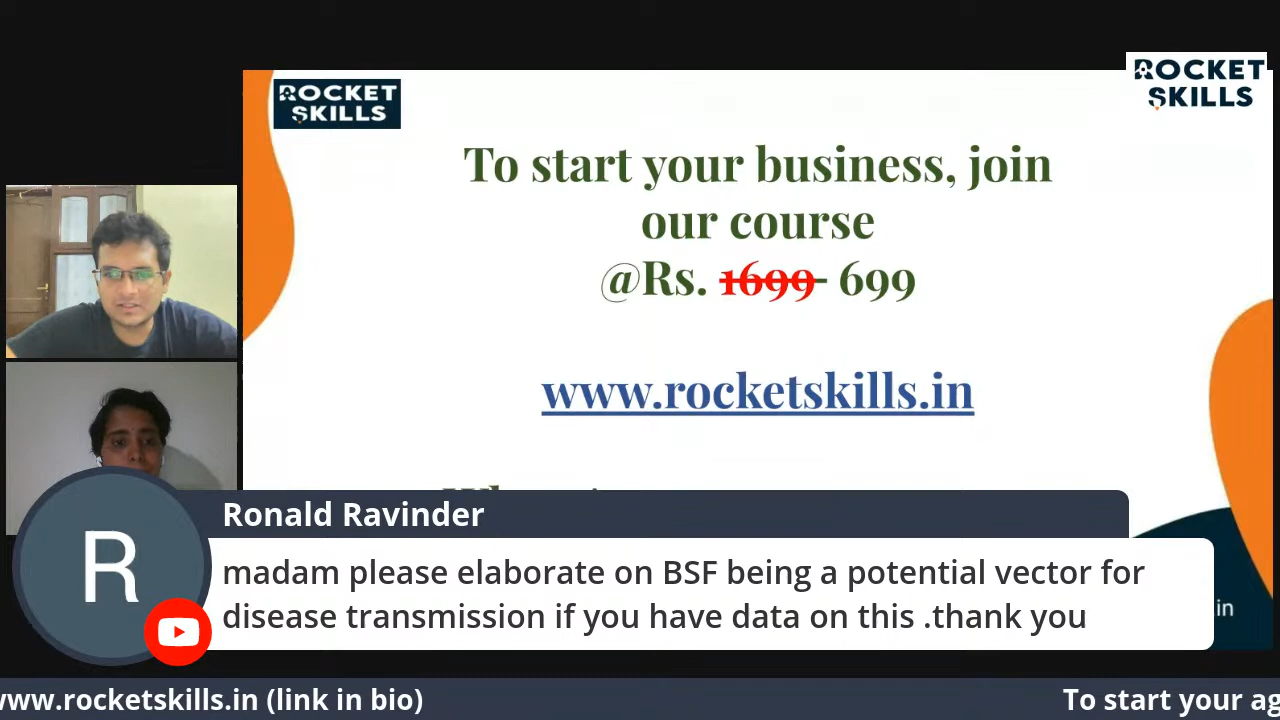 ROCKET
SKILLS
ROCKET
SKILLS
To start your business, join
our course
@Rs. 1699- 699
www.rocketskills.in
Ronald Ravinder
R
madam please elaborate on BSF being a potential vector for
disease transmission if you have data on this .thank you
.in
www.rocketskills.in (link in bio)
To start your ag